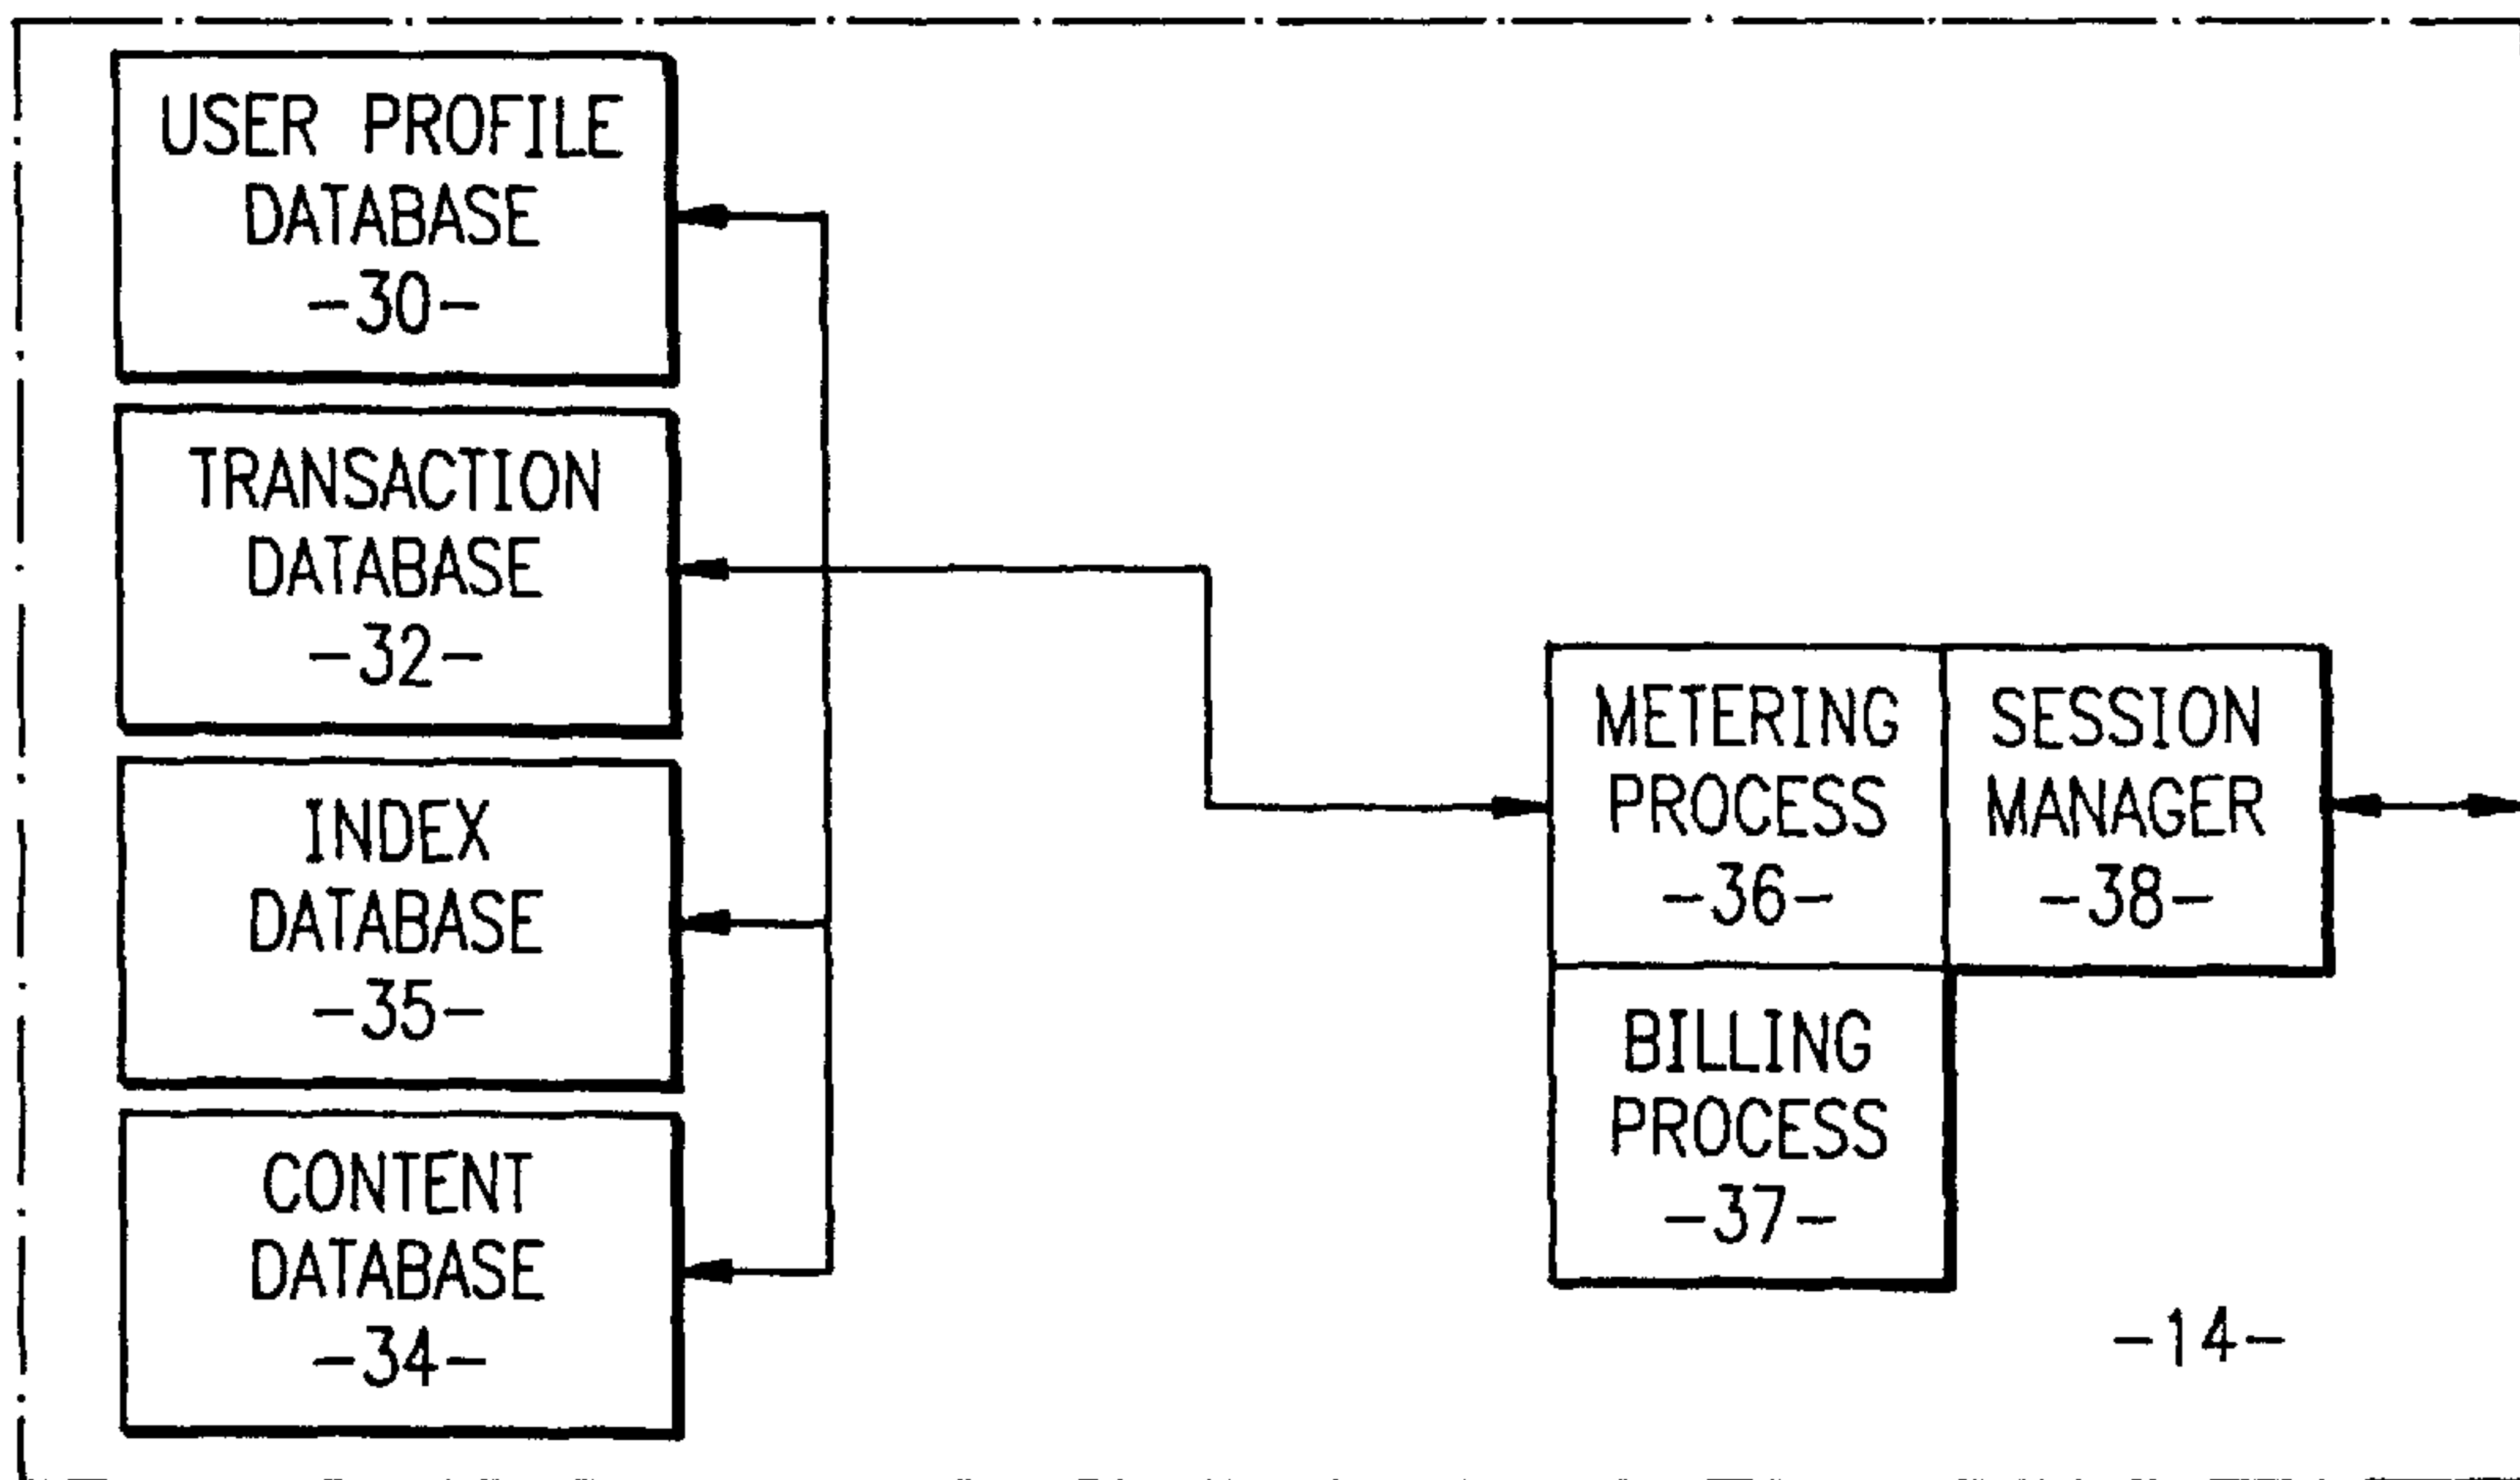 USER PROFILE
DATABASE
-30-
TRANSACTION
DATABASE
-32-
INDEX
DATABASE
-35-
CONTENT
DATABASE
-34-
METERING
PROCESS
-36-
SESSION
MANAGER
-38-
BILLING
PROCESS
-37-
-14-